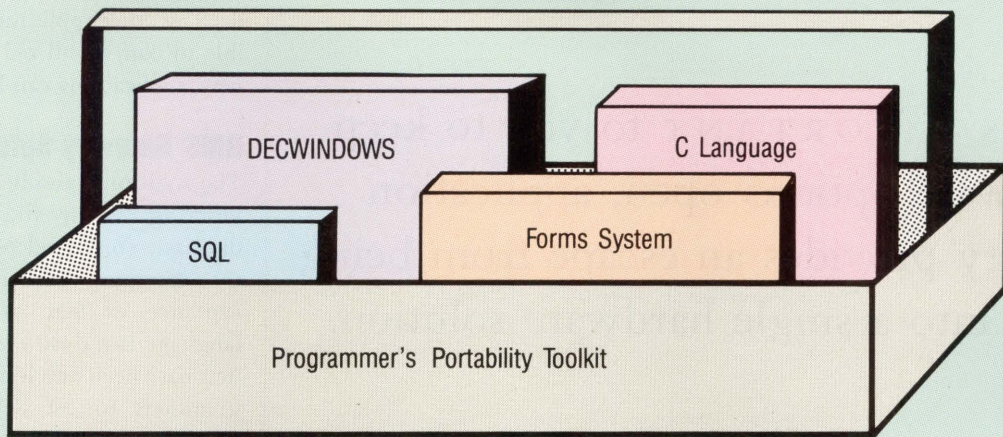 DECWINDOWS
C Language
SQL
Forms System
Programmer's Portability Toolkit